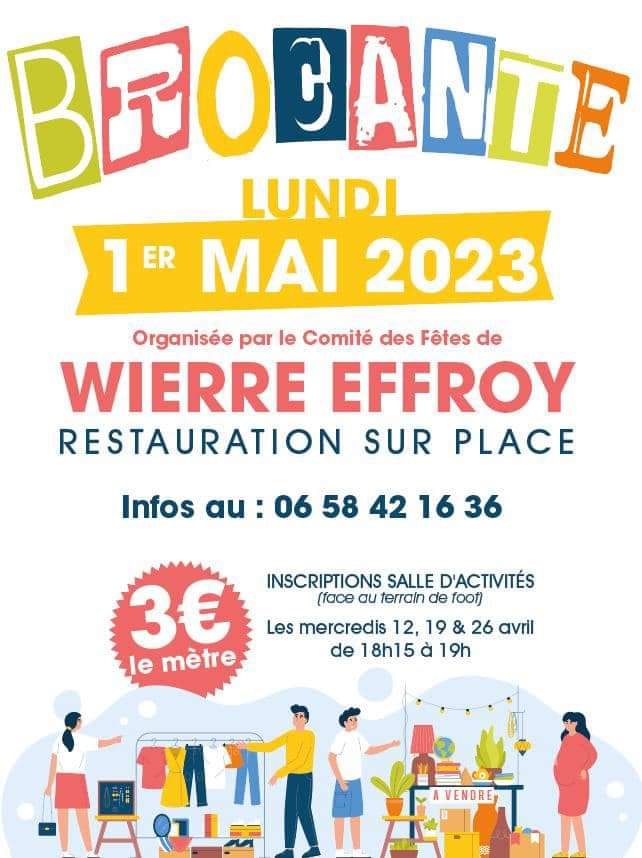 BROCANTE
LUNDI
1ER MAI 2023
Organisée par le Comité des Fêtes de
WIERRE EFFROY
RESTAURATION SUR PLACE
Infos au : 06 58 42 16 36
3€
le mètre
INSCRIPTIONS SALLE D'ACTIVITÉS
(face au terrain de foot)
Les mercredis 12, 19 & 26 avril
de 18h15 à 19h
A VENDRE